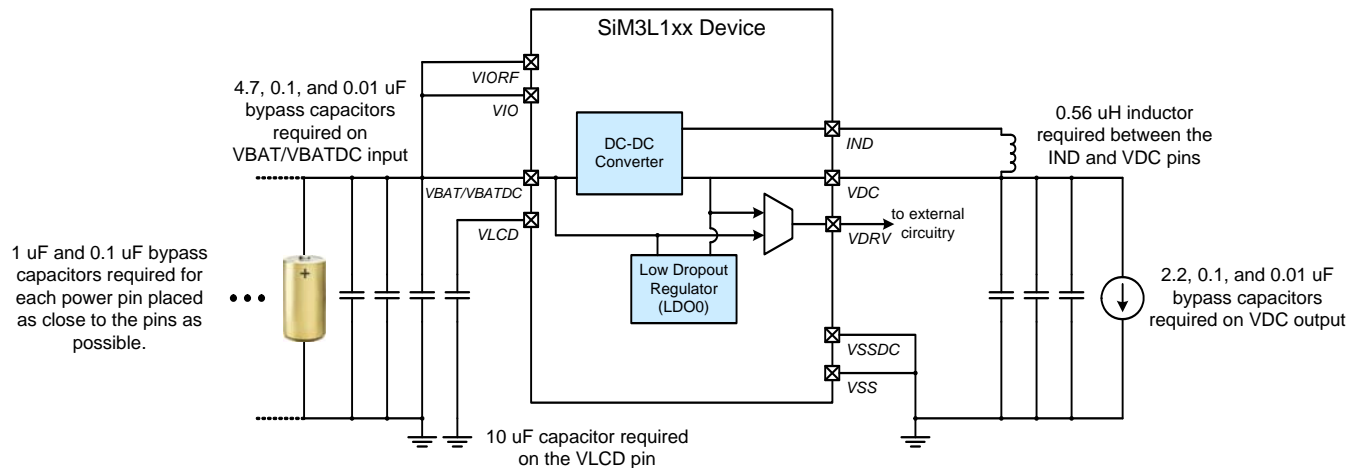 SiM3L1xx Device
VIORF
VIO
4.7, 0.1, and 0.01 uF
bypass capacitors
required on
VBAT/VBATDC input
DC-DC
Converter
IND
0.56 uH inductor
required between the
IND and VDC pins
VBAT/VBATDC
VDC
VLCD
VDRV
to external
circuitry
1 uF and 0.1 uF bypass
capacitors required for
each power pin placed
as close to the pins as
possible.
+
Low Dropout
Regulator
(LDO0)
2.2, 0.1, and 0.01 uF
bypass capacitors
required on VDC output
VSSDC
VSS
10 uF capacitor required
on the VLCD pin